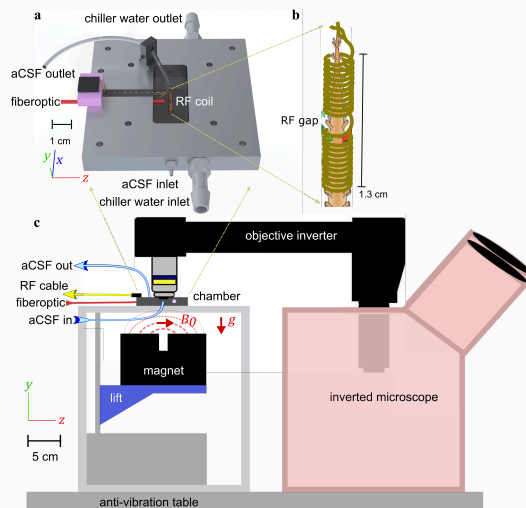 a
chiller water outlet
b
aCSF outlet
fiberoptic
RF coil
RF gap
1 cm
y
x
z
aCSF inlet
chiller water inlet
1.3 cm
c
objective inverter
aCSF out
RF cable
fiberoptic
chamber
aCSF in
B0
g
magnet
lift
inverted microscope
y
z
5 cm
anti-vibration table